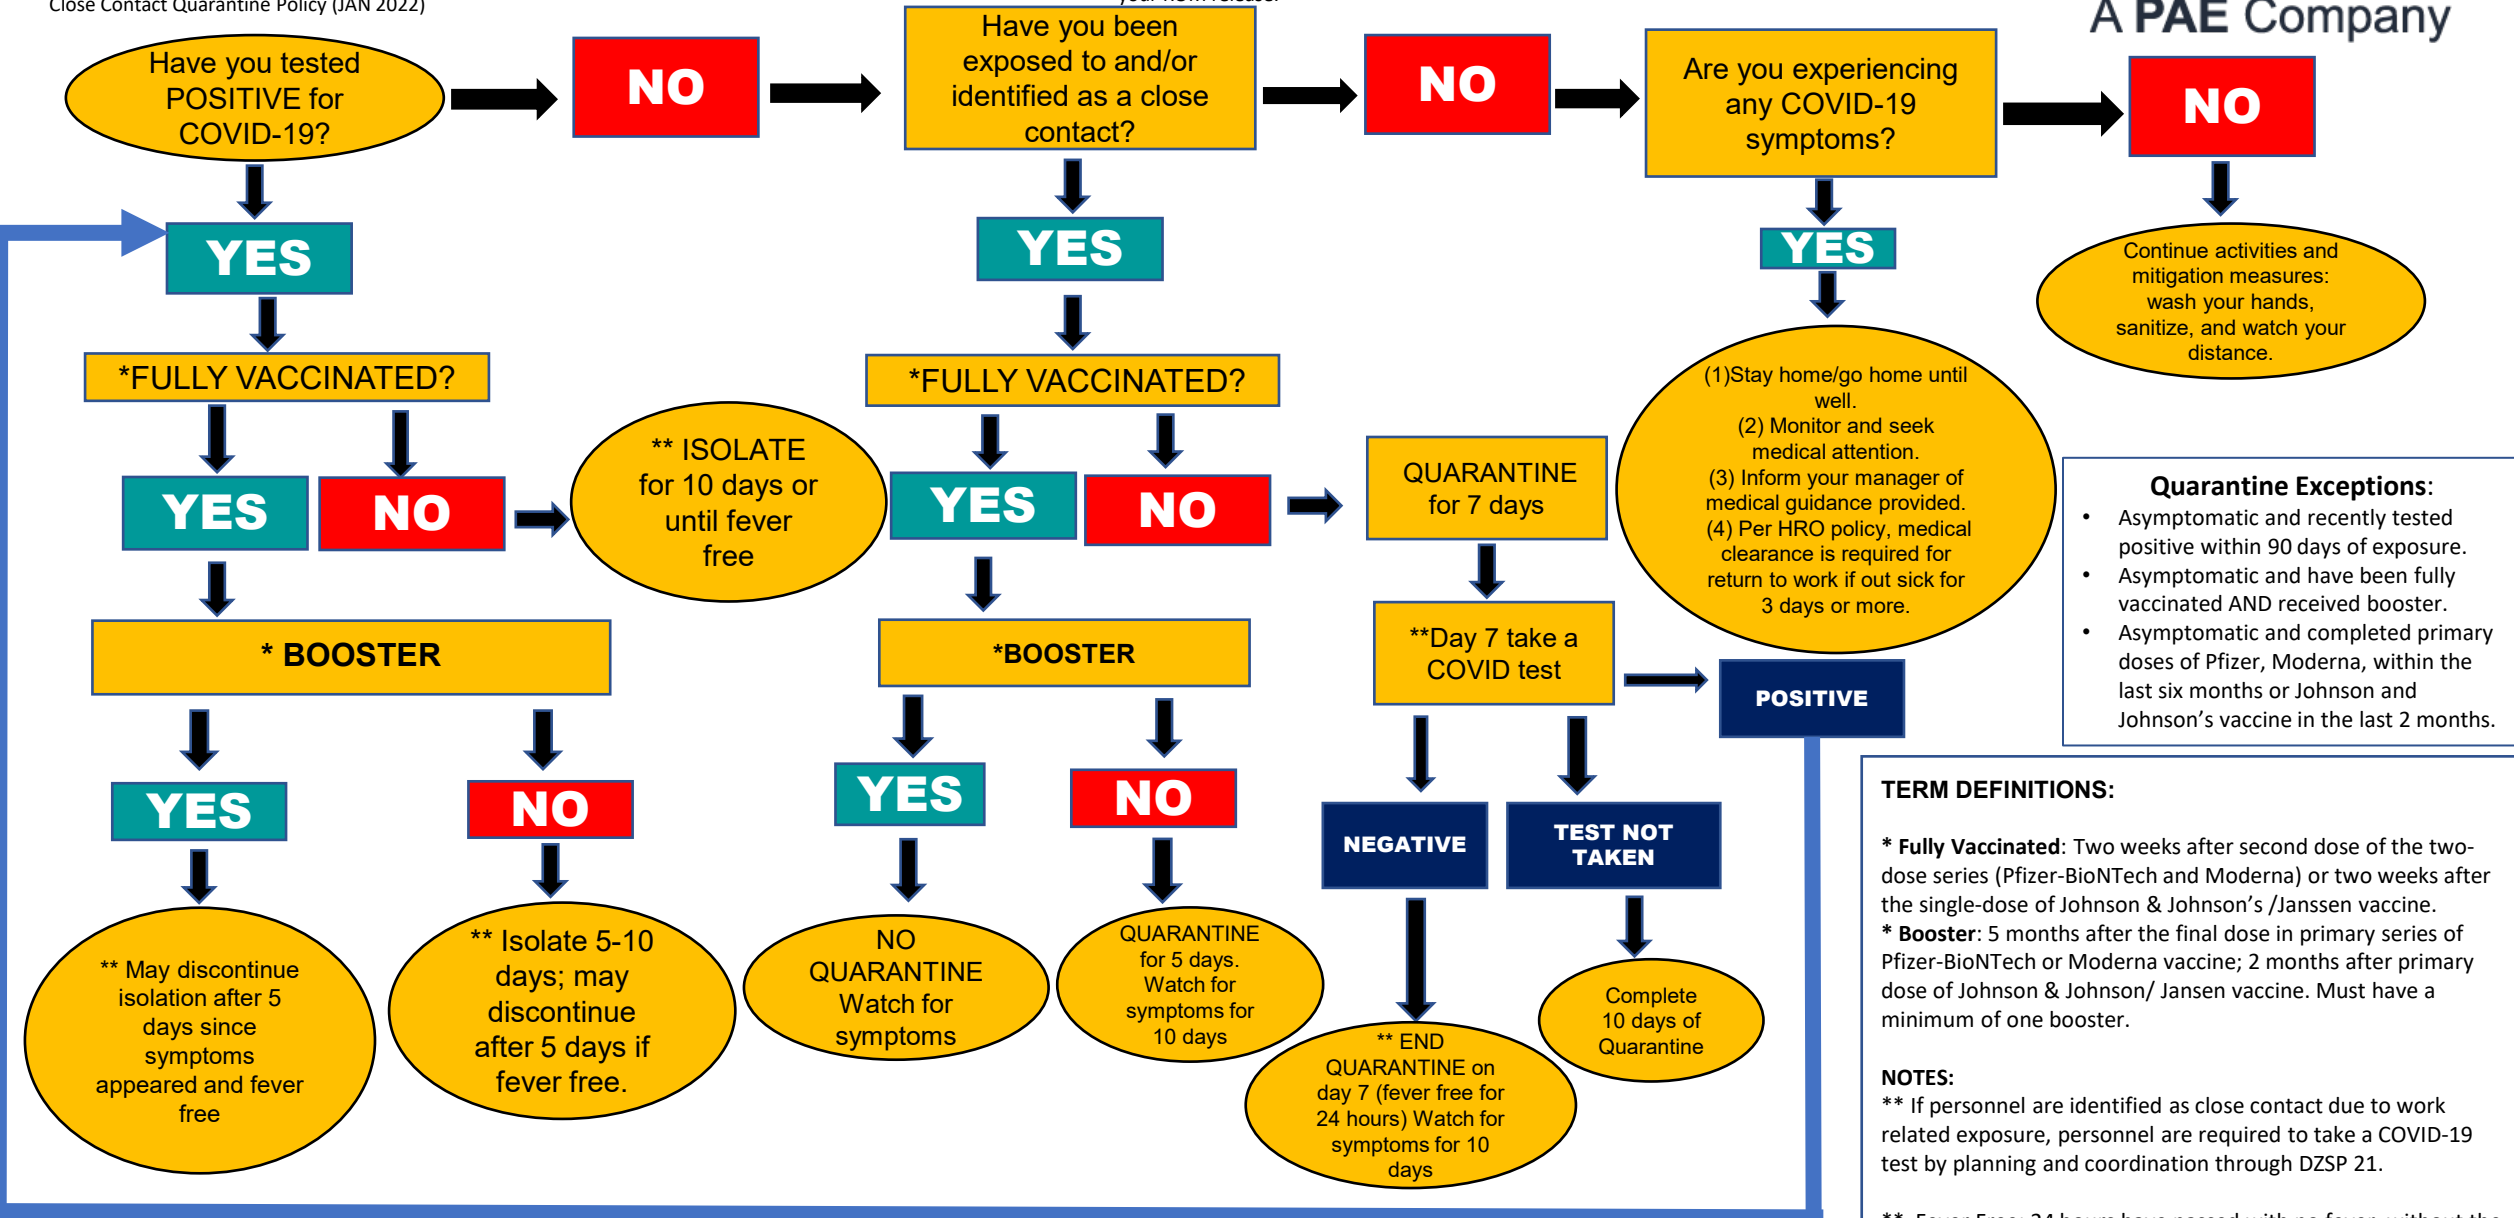 Close Contact Quarantine Policy (JAN 2022)
A PAE Company
Have you tested
POSITIVE for
COVID-19?
NO
Have you been
exposed to and/or
identified as a close
contact?
NO
Are you experiencing
any COVID-19
symptoms?
NO
YES
YES
YES
Continue activities and
mitigation measures:
wash your hands,
sanitize, and watch your
distance.
*FULLY VACCINATED?
*FULLY VACCINATED?
YES
NO
** ISOLATE
for 10 days or
until fever
free
YES
NO
QUARANTINE
for 7 days
(1)Stay home/go home until
well.
(2) Monitor and seek
medical attention.
(3) Inform your manager of
medical guidance provided.
(4) Per HRO policy, medical
clearance is required for
return to work if out sick for
3 days or more.
Quarantine Exceptions:
• Asymptomatic and recently tested
positive within 90 days of exposure.
• Asymptomatic and have been fully
vaccinated AND received booster.
• Asymptomatic and completed primary
doses of Pfizer, Moderna, within the
last six months or Johnson and
Johnson's vaccine in the last 2 months.
* BOOSTER
*BOOSTER
**Day 7 take a
COVID test
POSITIVE
YES
NO
YES
NO
NEGATIVE
TEST NOT
TAKEN
** May discontinue
isolation after 5
days since
symptoms
appeared and fever
free
** Isolate 5-10
days; may
discontinue
after 5 days if
fever free.
NO
QUARANTINE
Watch for
symptoms
QUARANTINE
for 5 days.
Watch for
symptoms for
10 days
** END
QUARANTINE on
day 7 (fever free for
24 hours) Watch for
symptoms for 10
days
Complete
10 days of
Quarantine
TERM DEFINITIONS:
* Fully Vaccinated: Two weeks after second dose of the two-
dose series (Pfizer-BioNTech and Moderna) or two weeks after
the single-dose of Johnson & Johnson's /Janssen vaccine.
* Booster: 5 months after the final dose in primary series of
Pfizer-BioNTech or Moderna vaccine; 2 months after primary
dose of Johnson & Johnson/ Jansen vaccine. Must have a
minimum of one booster.
NOTES:
** If personnel are identified as close contact due to work
related exposure, personnel are required to take a COVID-19
test by planning and coordination through DZSP 21.
** Fever Free: 24 hours have passed with no fever, without the